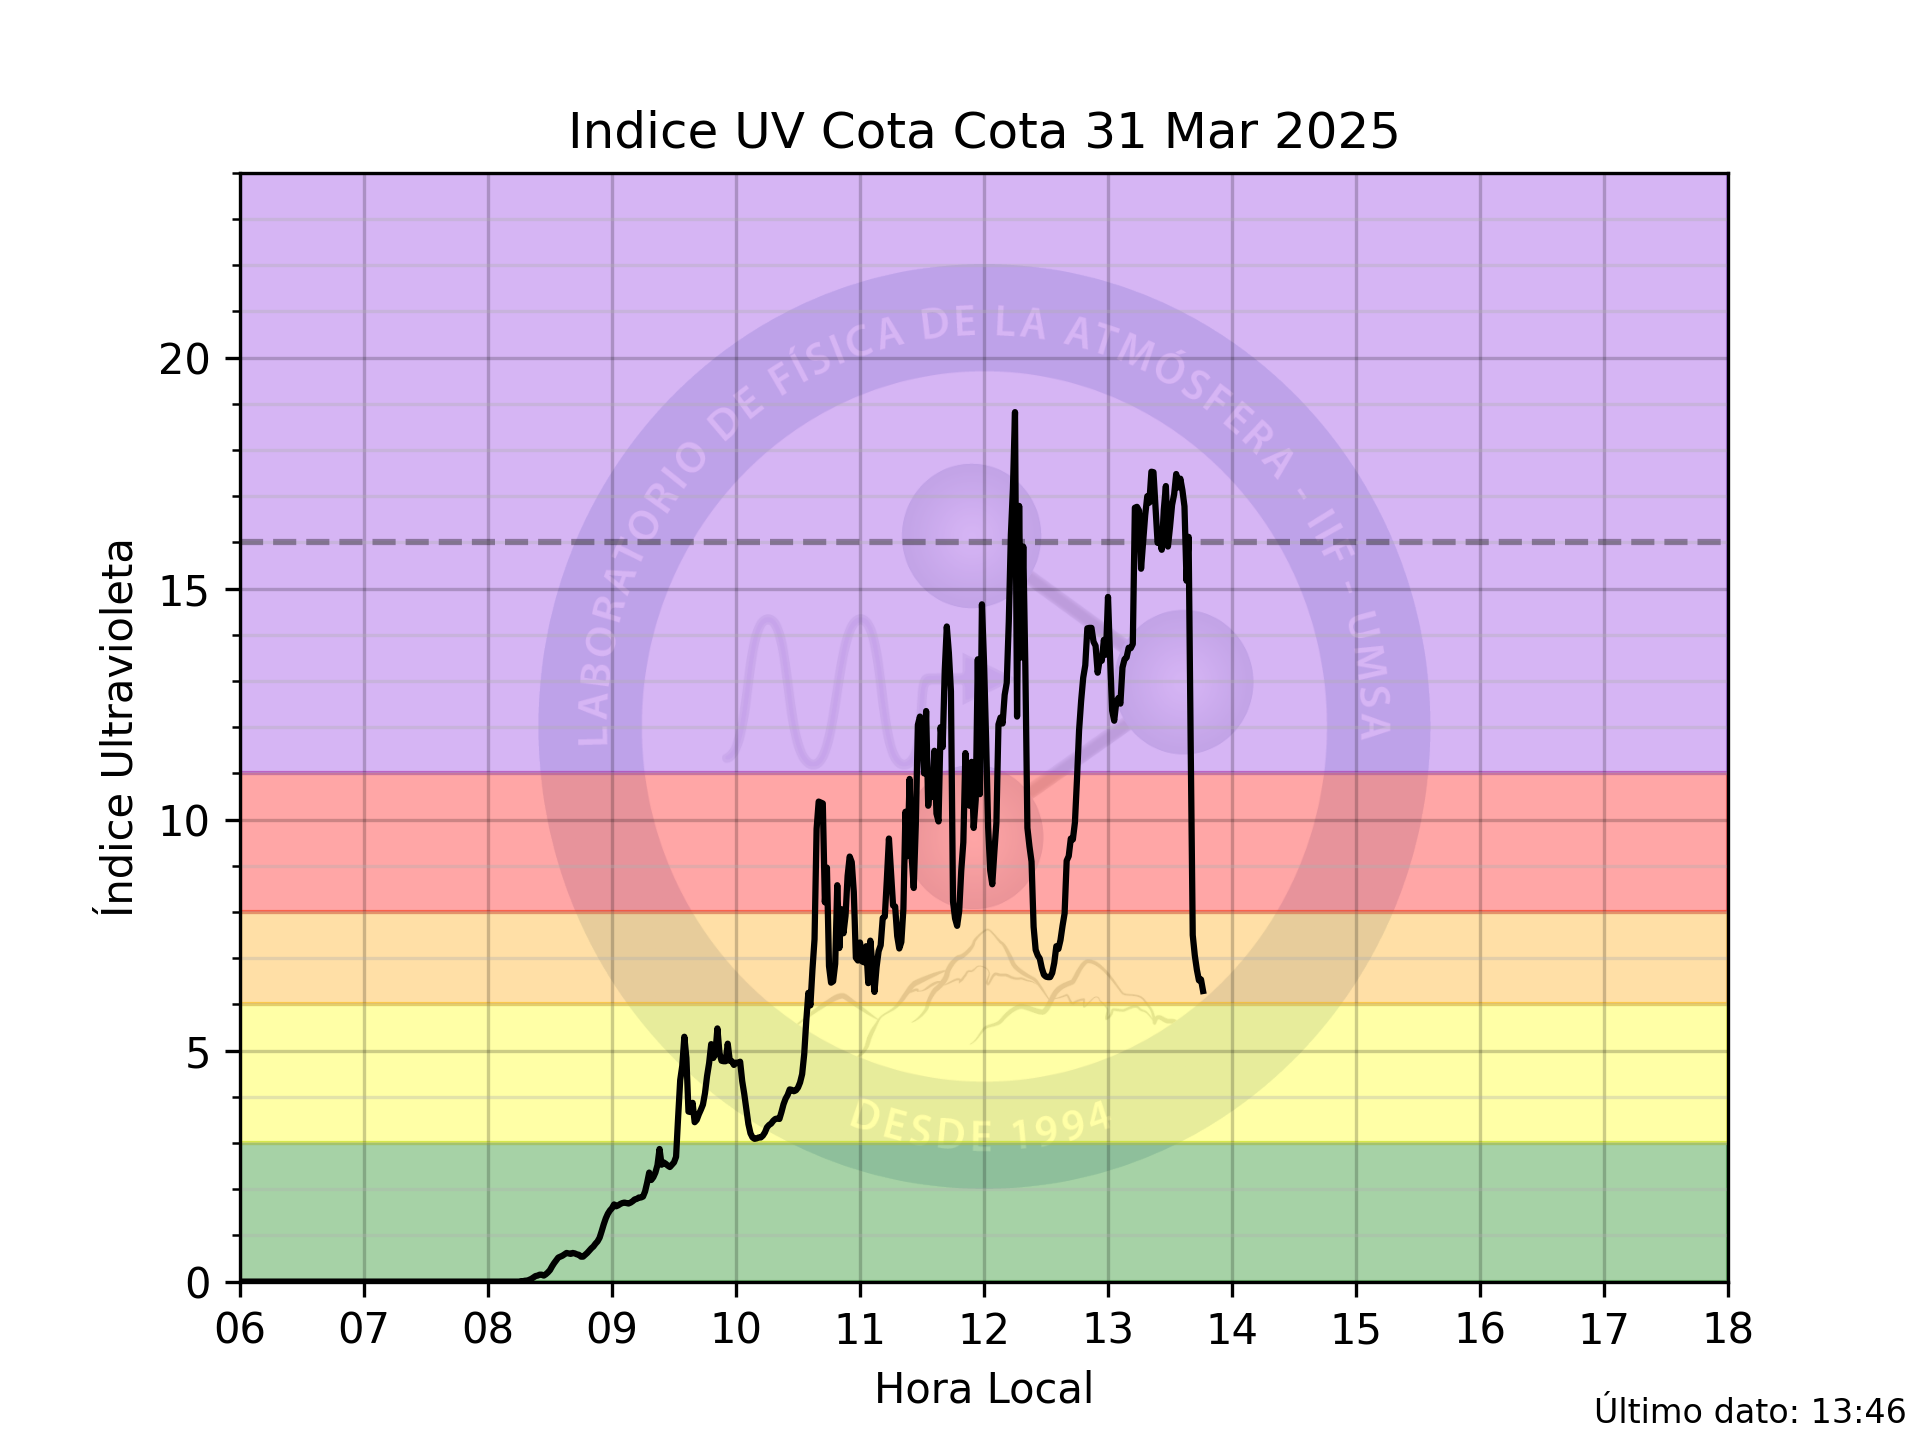 Indice UV Cota Cota 31 Mar 2025
LABORATORIO DE FÍSICA DE LA ATMÓSFERA - IIF - UMSA
DESDE 1994
Índice Ultravioleta
20
15
10
5
0
06 07 08 09 10 11 12 13 14 15 16 17 18
Hora Local
Último dato: 13:46